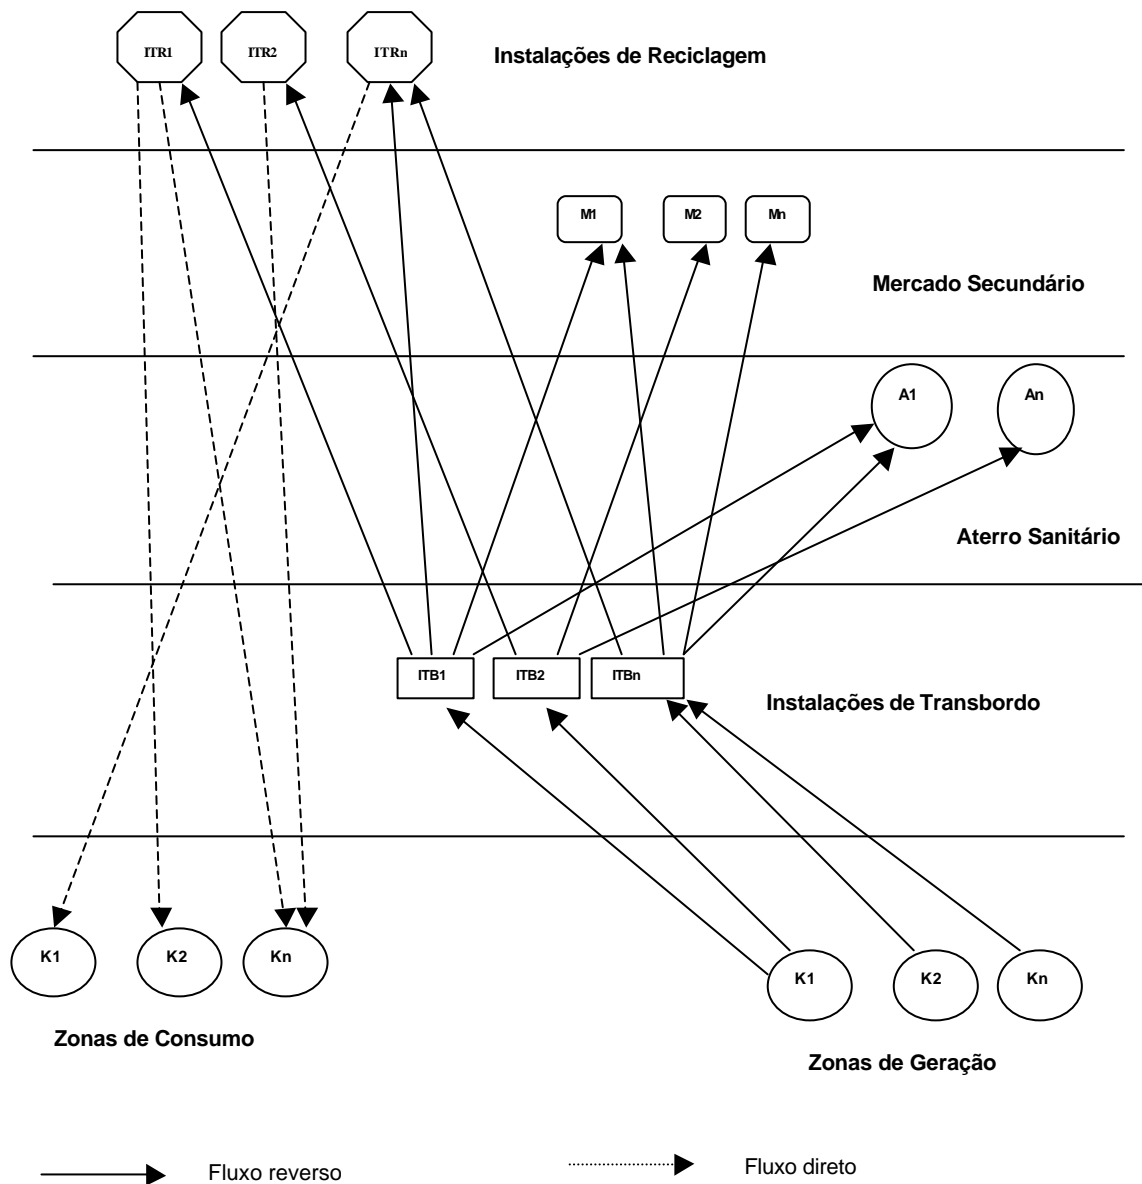 ITR1 ITR2 ITRn
Instalações de Reciclagem
M1 M2 Mn
Mercado Secundário
A1 An
Aterro Sanitário
ITB1 ITB2 ITBn
Instalações de Transbordo
K1 K2 Kn
K1 K2 Kn
Zonas de Consumo
Zonas de Geração
Fluxo reverso
Fluxo direto